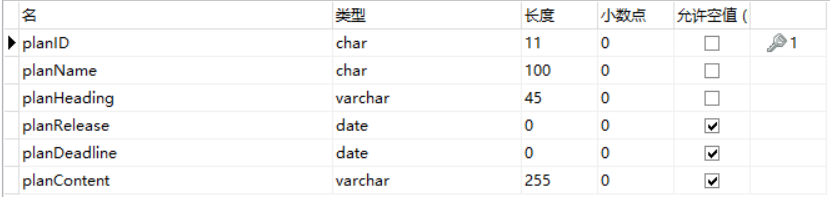 名 类型 长度 小数点 允许空值 (
planID char 11 0 1
planName char 100 0
planHeading varchar 45 0
planRelease date 0 0
planDeadline date 0 0
planContent varchar 255 0